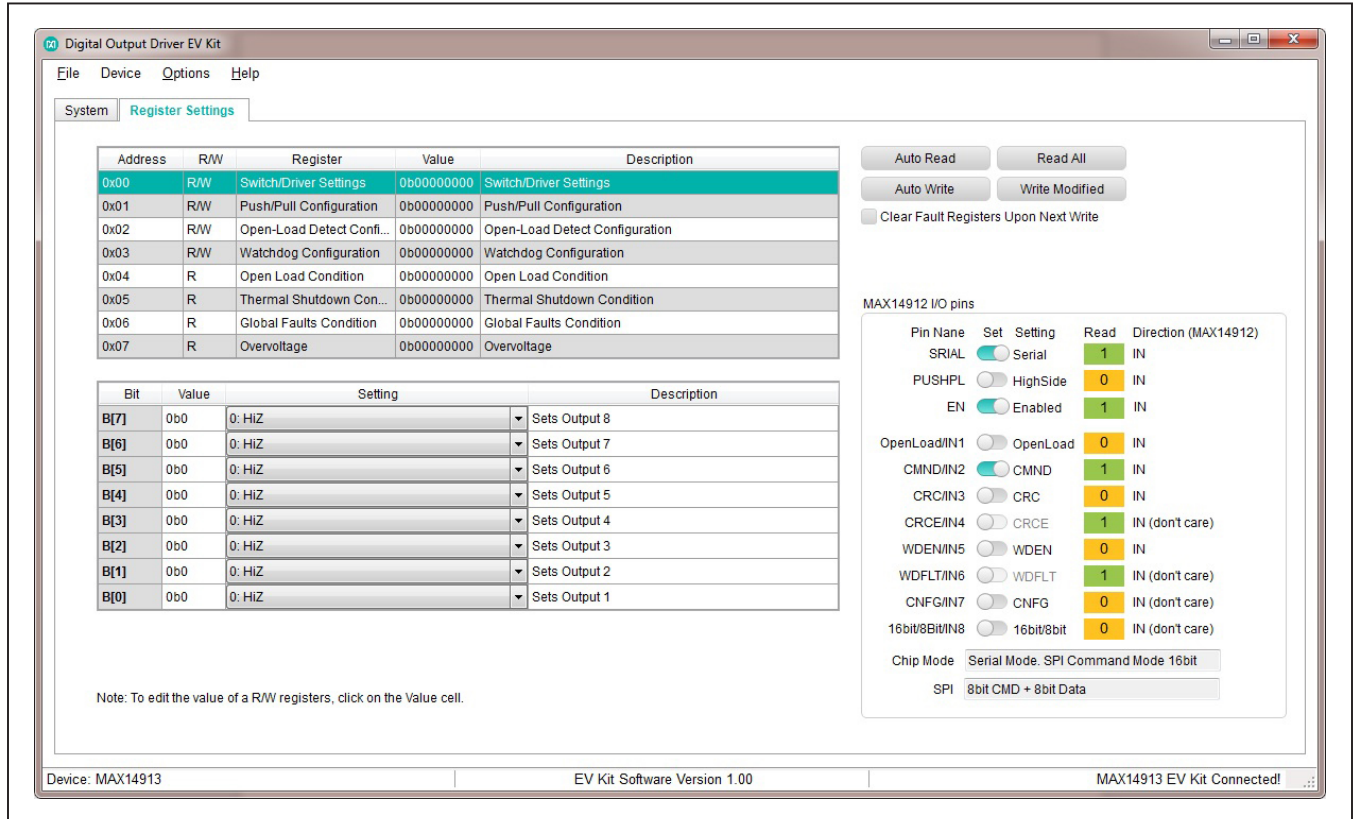 Digital Output Driver EV Kit
File Device Options Help
System Register Settings
Address R/W Register Value Description
0x00 R/W Switch/Driver Settings 0b00000000 Switch/Driver Settings
0x01 R/W Push/Pull Configuration 0b00000000 Push/Pull Configuration
0x02 R/W Open-Load Detect Confi... 0b00000000 Open-Load Detect Configuration
0x03 R/W Watchdog Configuration 0b00000000 Watchdog Configuration
0x04 R Open Load Condition 0b00000000 Open Load Condition
0x05 R Thermal Shutdown Con... 0b00000000 Thermal Shutdown Condition
0x06 R Global Faults Condition 0b00000000 Global Faults Condition
0x07 R Overvoltage 0b00000000 Overvoltage
Bit Value Setting Description
B[7] 0b0 0: HiZ Sets Output 8
B[6] 0b0 0: HiZ Sets Output 7
B[5] 0b0 0: HiZ Sets Output 6
B[4] 0b0 0: HiZ Sets Output 5
B[3] 0b0 0: HiZ Sets Output 4
B[2] 0b0 0: HiZ Sets Output 3
B[1] 0b0 0: HiZ Sets Output 2
B[0] 0b0 0: HiZ Sets Output 1
Note: To edit the value of a R/W registers, click on the Value cell.
Auto Read Read All
Auto Write Write Modified
Clear Fault Registers Upon Next Write
MAX14912 I/O pins
Pin Nane Set Setting Read Direction (MAX14912)
SRIAL Serial 1 IN
PUSHPL HighSide 0 IN
EN Enabled 1 IN
OpenLoad/IN1 OpenLoad 0 IN
CMND/IN2 CMND 1 IN
CRC/IN3 CRC 0 IN
CRCE/IN4 CRCE 1 IN (don't care)
WDEN/IN5 WDEN 0 IN
WDFLT/IN6 WDFLT 1 IN (don't care)
CNFG/IN7 CNFG 0 IN (don't care)
16bit/8Bit/IN8 16bit/8bit 0 IN (don't care)
Chip Mode Serial Mode. SPI Command Mode 16bit
SPI 8bit CMD + 8bit Data
Device: MAX14913 EV Kit Software Version 1.00 MAX14913 EV Kit Connected!